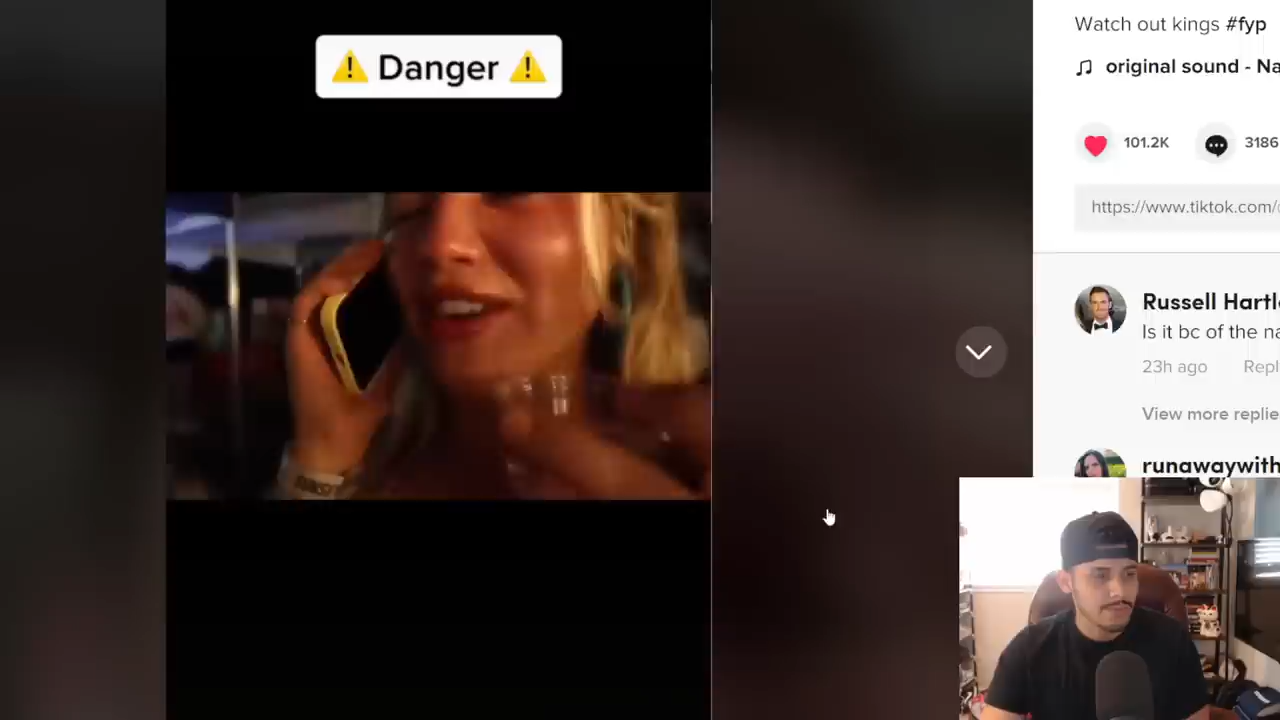 ⚠️ Danger ⚠️
Watch out kings #fyp
original sound - Na
101.2K
3186
https://www.tiktok.com/
Russell Hartl
Is it bc of the na
23h ago Repl
View more replie
runawaywith